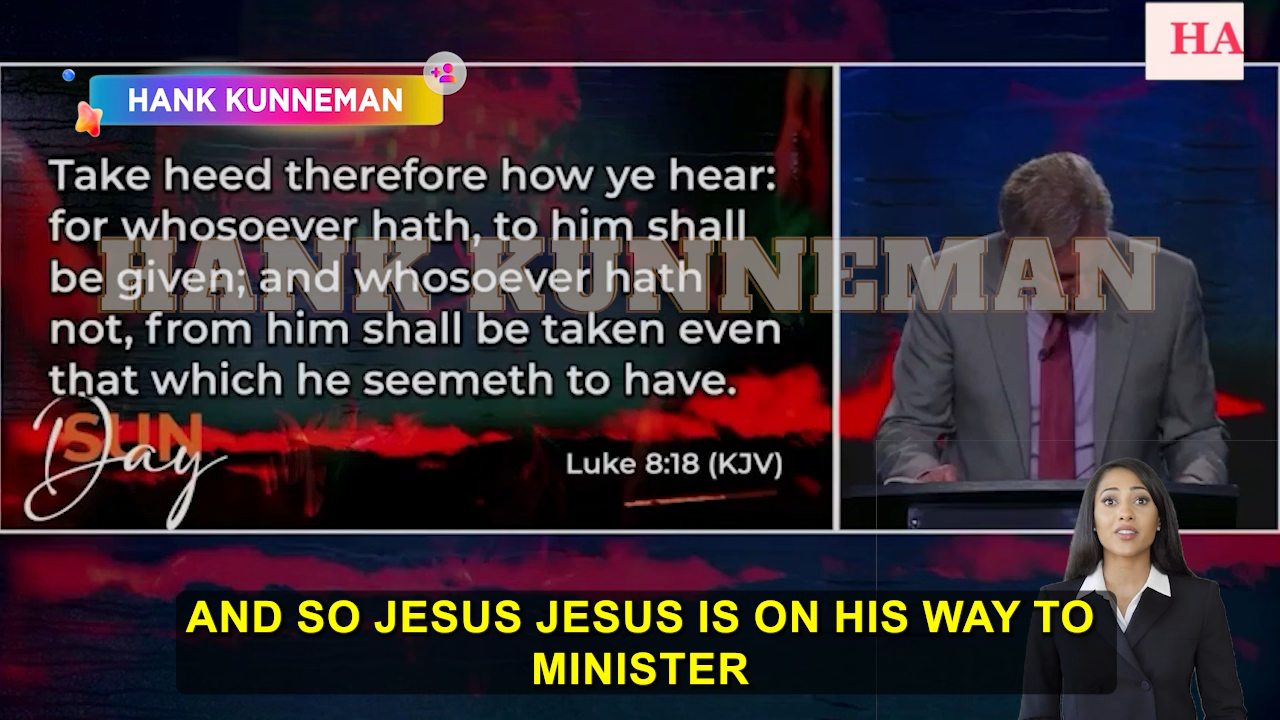 HA
HANK KUNNEMAN
Take heed therefore how ye hear:
for whosoever hath, to him shall
be given; and whosoever hath
not, from him shall be taken even
that which he seemeth to have.
HANK KUNNEMAN
SUN
Day
Luke 8:18 (KJV)
AND SO JESUS JESUS IS ON HIS WAY TO
MINISTER